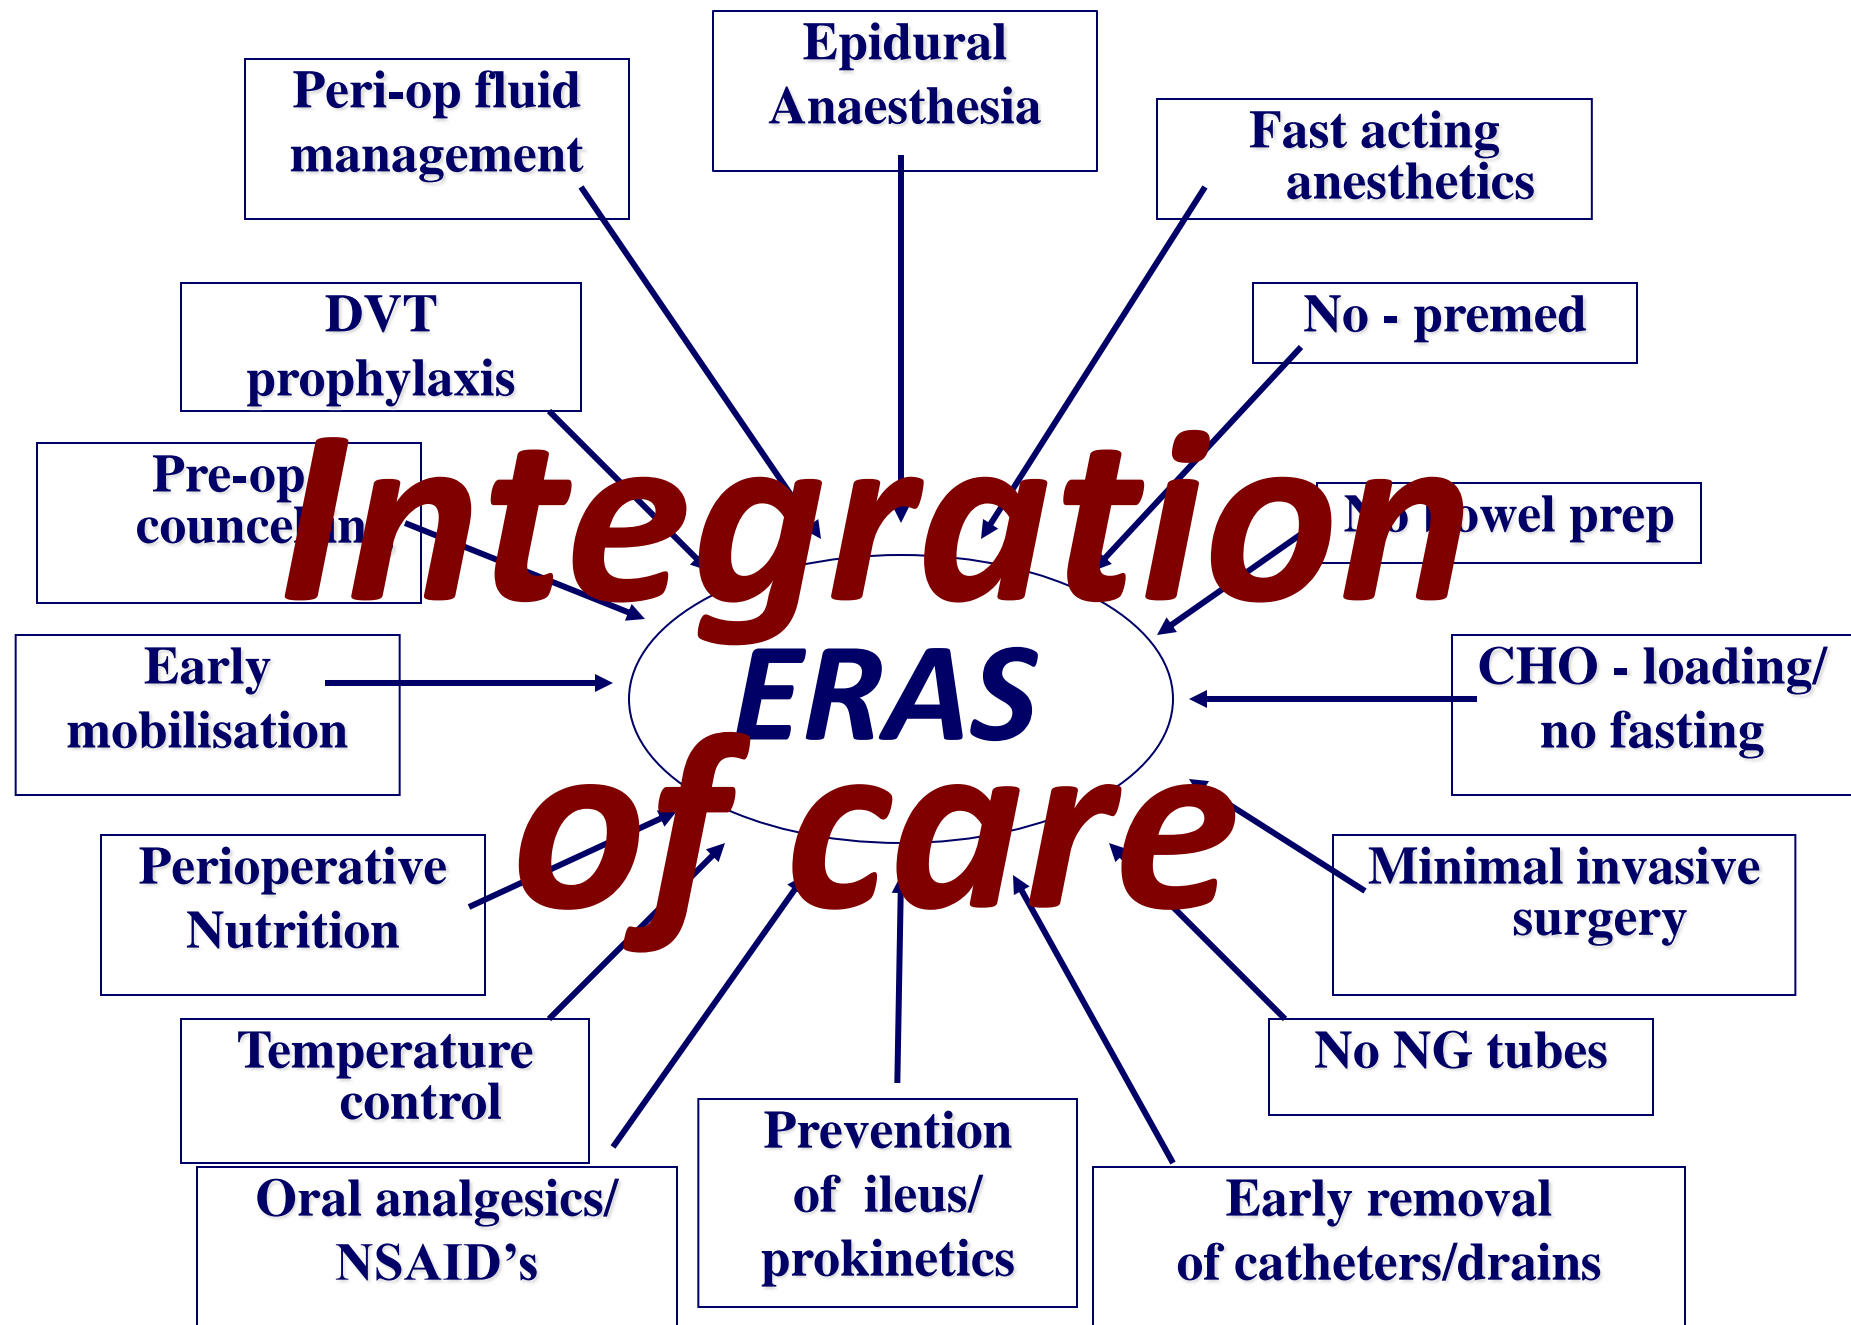 Epidural
Anaesthesia
Peri-op fluid
management
Fast acting
anesthetics
DVT
prophylaxis
No - premed
Pre-op
Integration
No bowel prep
ERAS
Early
mobilisation
CHO - loading/
no fasting
of care
Perioperative
Nutrition
Minimal invasive
surgery
Temperature
control
No NG tubes
Oral analgesics/
NSAID’s
Prevention
of ileus/
prokinetics
Early removal
of catheters/drains